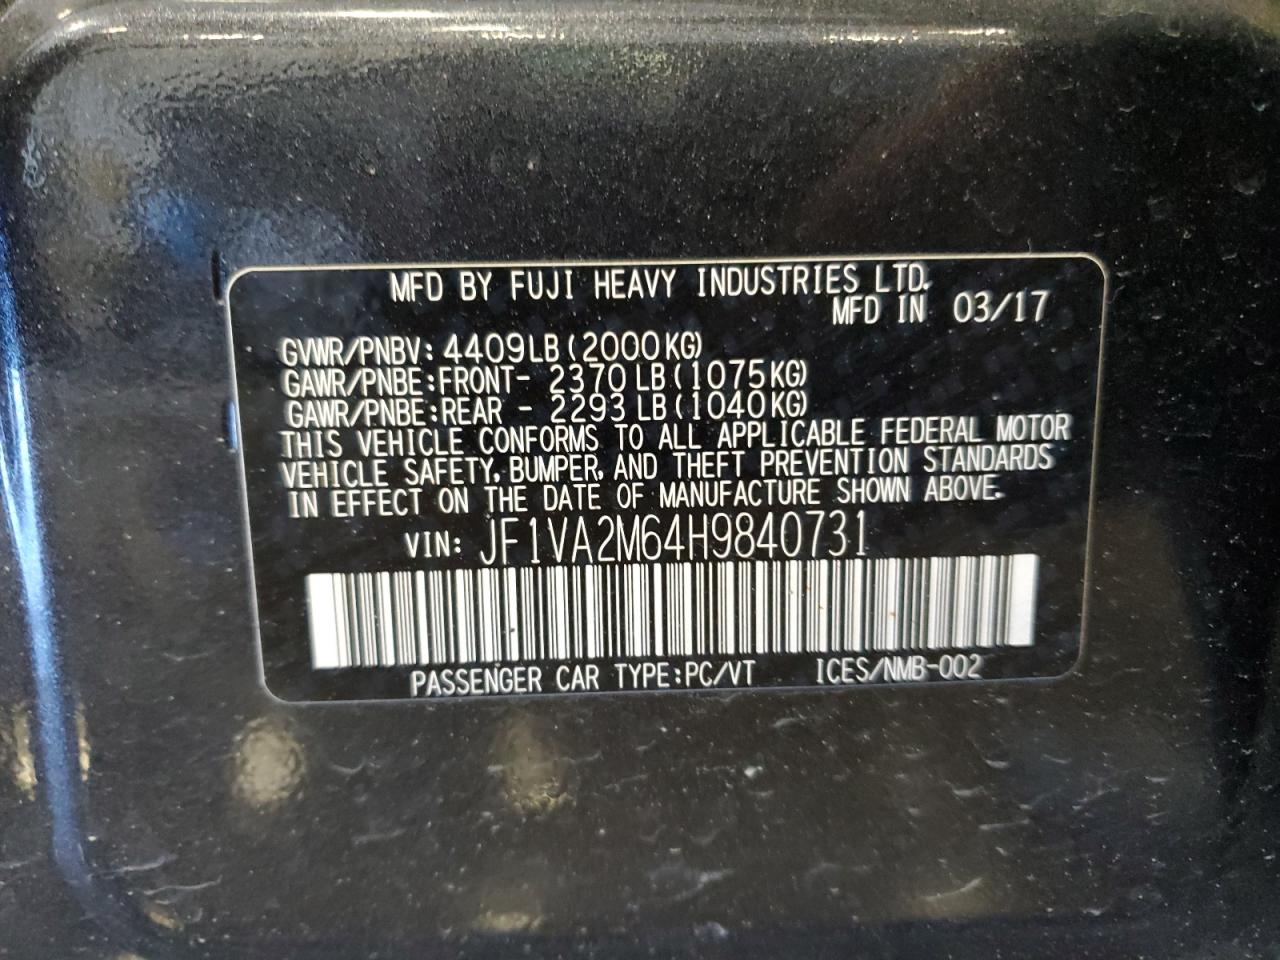 MFD BY FUJI HEAVY INDUSTRIES LTD.
MFD IN 03/17
GVWR/PNBV: 4409LB (2000KG)
GAWR/PNBE:FRONT- 2370 LB (1075KG)
GAWR/PNBE:REAR - 2293 LB (1040KG)
THIS VEHICLE CONFORMS TO ALL APPLICABLE FEDERAL MOTOR
VEHICLE SAFETY, BUMPER, AND THEFT PREVENTION STANDARDS
IN EFFECT ON THE DATE OF MANUFACTURE SHOWN ABOVE.
VIN: JF1VA2M64H9840731
PASSENGER CAR TYPE:PC/VT ICES/NMB-002